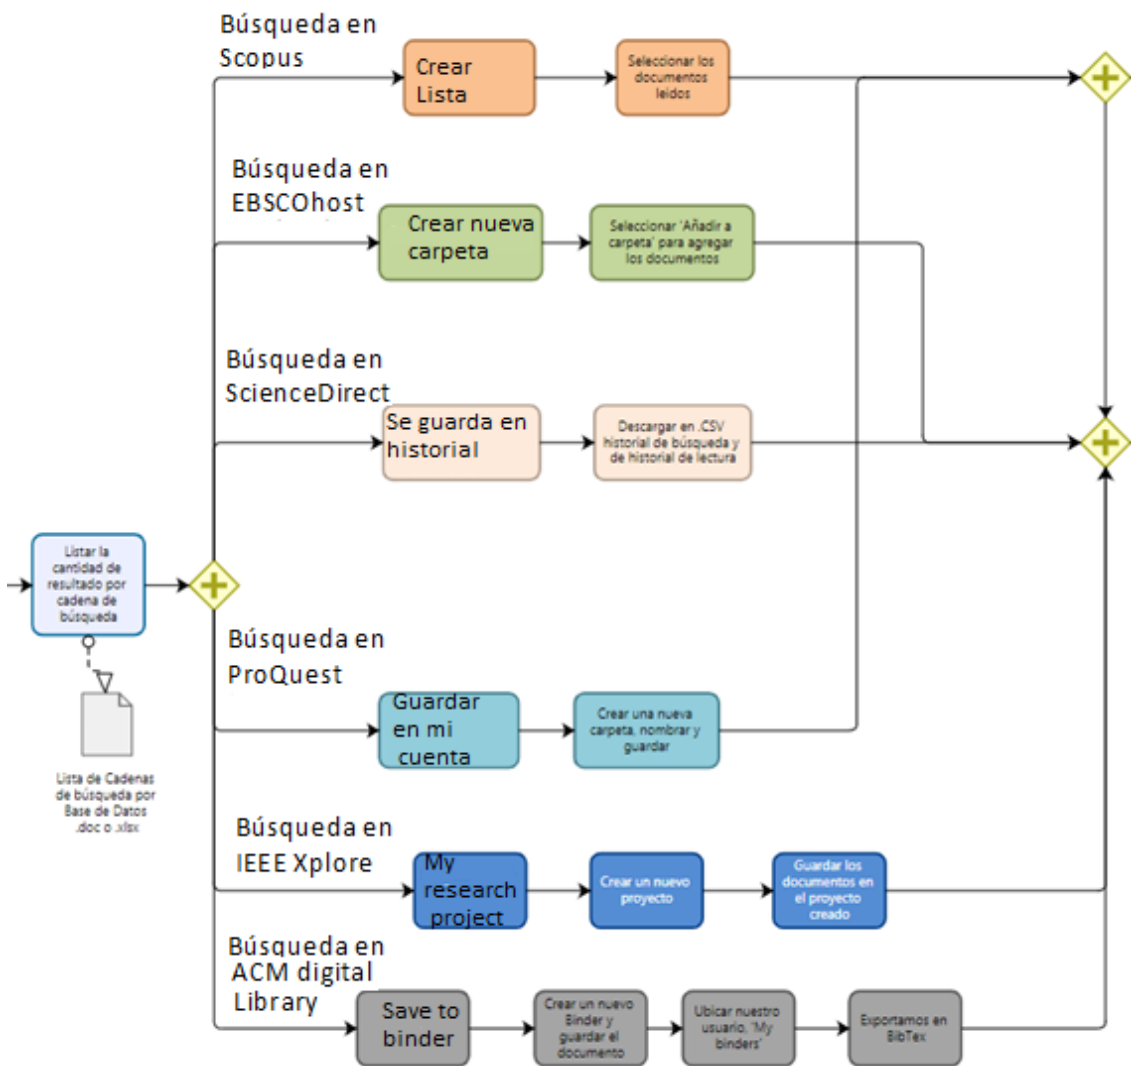 Búsqueda en
Scopus
Crear
Lista
Seleccionar los
documentos
leidos
Búsqueda en
EBSCOhost
Crear nueva
carpeta
Seleccionar 'Añadir a
carpeta' para agregar
los documentos
Búsqueda en
ScienceDirect
Se guarda en
historial
Descargar en .CSV
historial de búsqueda y
de historial de lectura
Listar la
cantidad de
resultado por
cadena de
búsqueda
Lista de Cadenas
de búsqueda por
Base de Datos
.doc o .xlsx
Búsqueda en
ProQuest
Guardar
en mi
cuenta
Crear una nueva
carpeta, nombrar y
guardar
Búsqueda en
IEEE Xplore
My
research
project
Crear un nuevo
proyecto
Guardar los
documentos en
el proyecto
creado
Búsqueda en
ACM digital
Library
Save to
binder
Crear un nuevo
Binder y
guardar el
documento
Ubicar nuestro
usuario, 'My
binders'
Exportamos en
BibTex